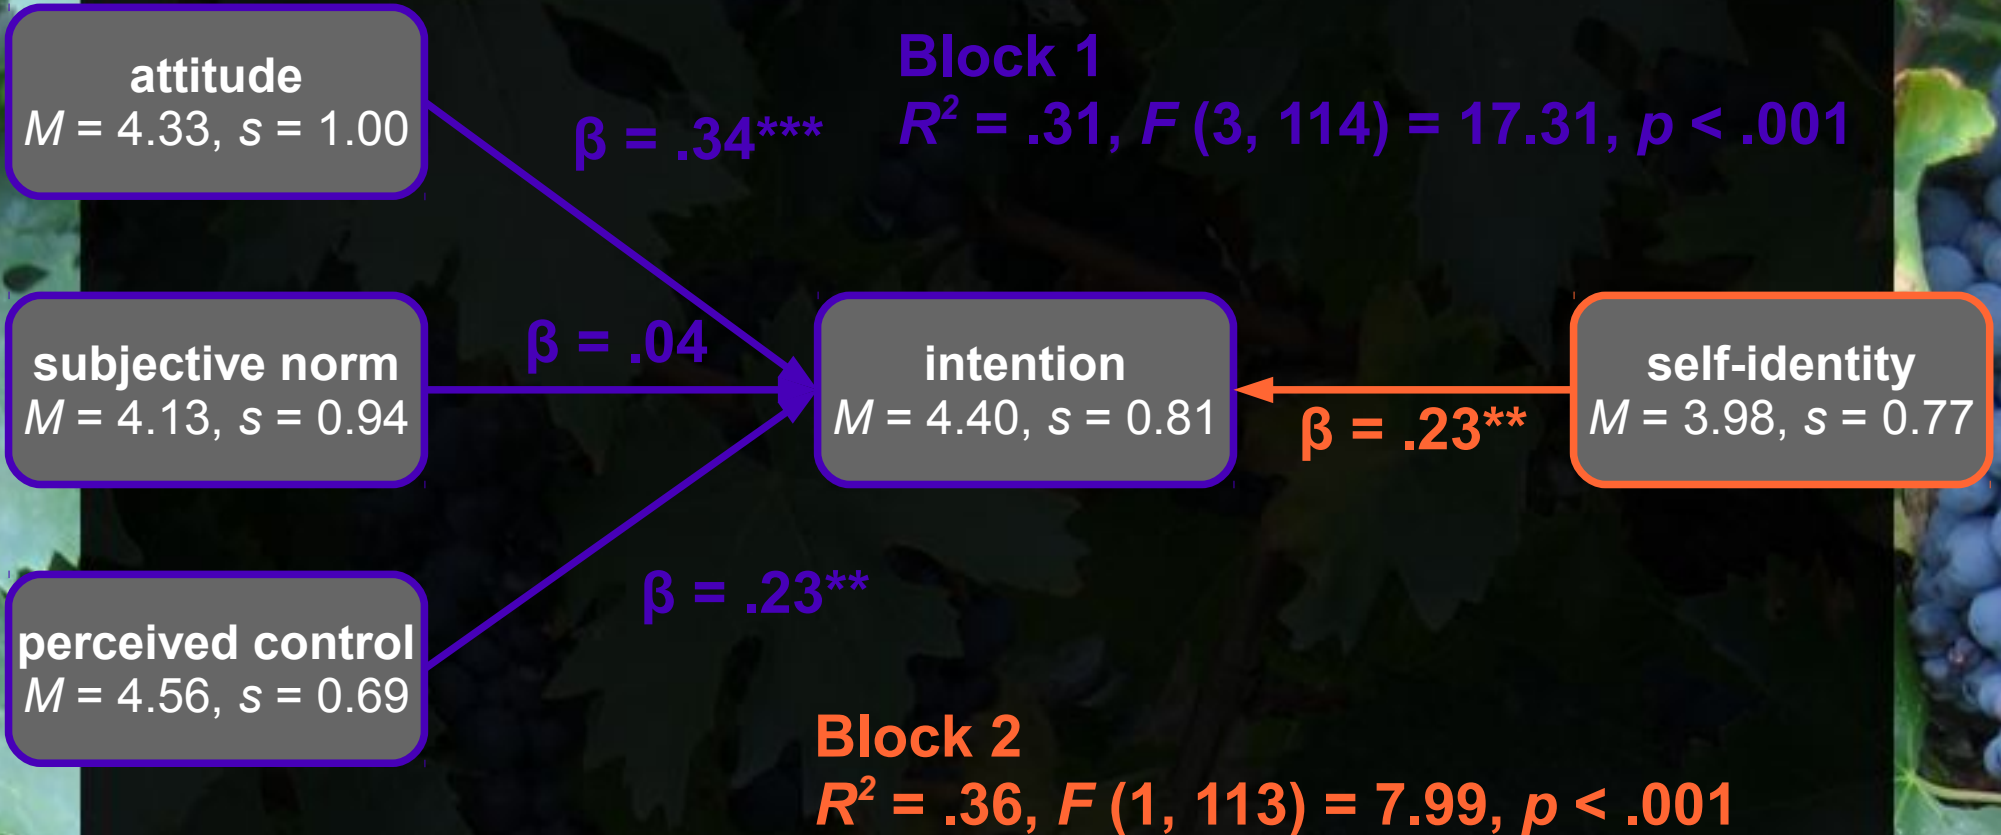 attitude
M = 4.33, s = 1.00
β = .34***
Block 1
R² = .31, F (3, 114) = 17.31, p < .001
subjective norm
M = 4.13, s = 0.94
β = .04
intention
M = 4.40, s = 0.81
β = .23**
self-identity
M = 3.98, s = 0.77
perceived control
M = 4.56, s = 0.69
β = .23**
Block 2
R² = .36, F (1, 113) = 7.99, p < .001